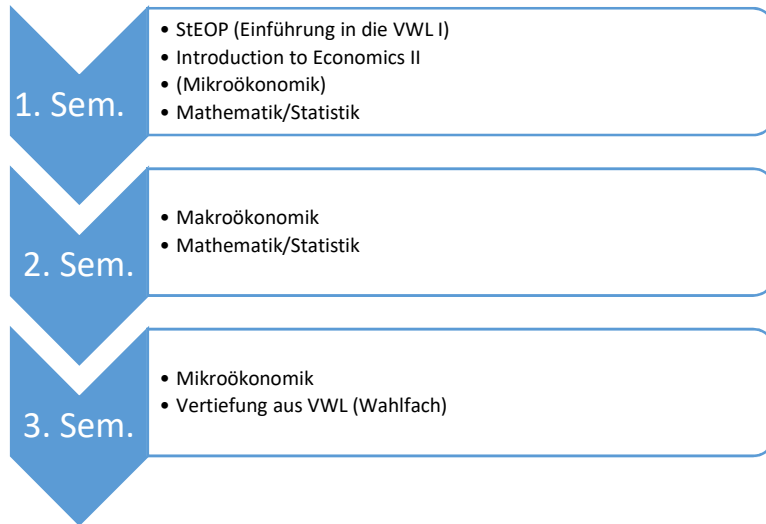 1. Sem.
• StEOP (Einführung in die VWL I)
• Introduction to Economics II
• (Mikroökonomik)
• Mathematik/Statistik
2. Sem.
• Makroökonomik
• Mathematik/Statistik
3. Sem.
• Mikroökonomik
• Vertiefung aus VWL (Wahlfach)